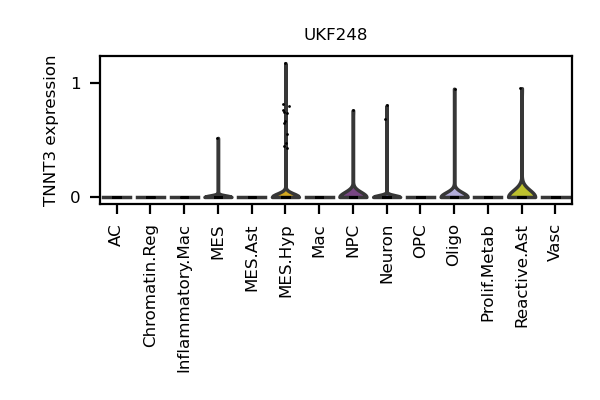 UKF248
TNNT3 expression
1
0
AC
Chromatin.Reg
Inflammatory.Mac
MES
MES.Ast
MES.Hyp
Mac
NPC
Neuron
OPC
Oligo
Prolif.Metab
Reactive.Ast
Vasc